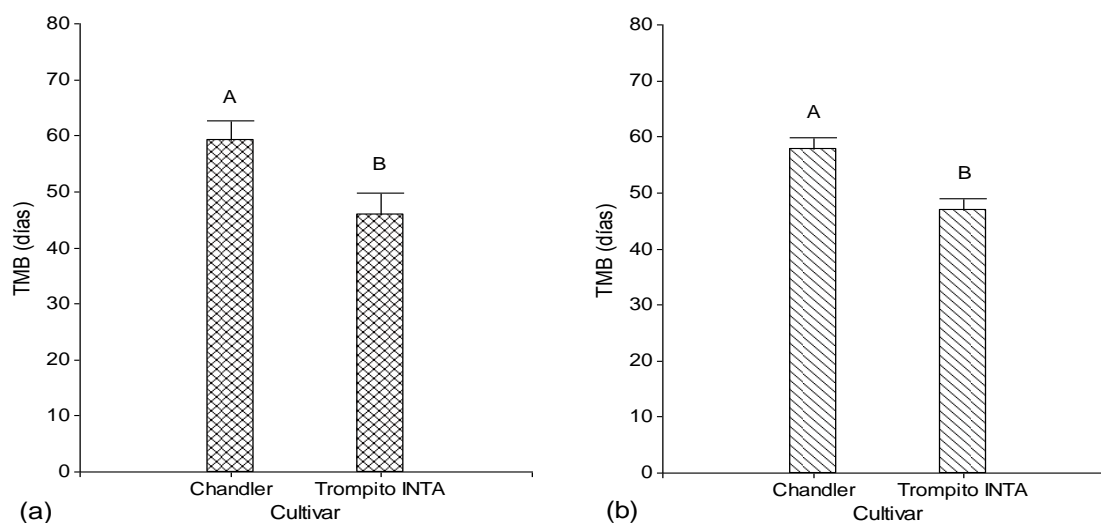 80
70
60
50
40
30
20
10
0
TMB (días)
A
B
Chandler Trompito INTA
Cultivar
(a)
80
70
60
50
40
30
20
10
0
TMB (días)
A
B
Chandler Trompito INTA
Cultivar
(b)